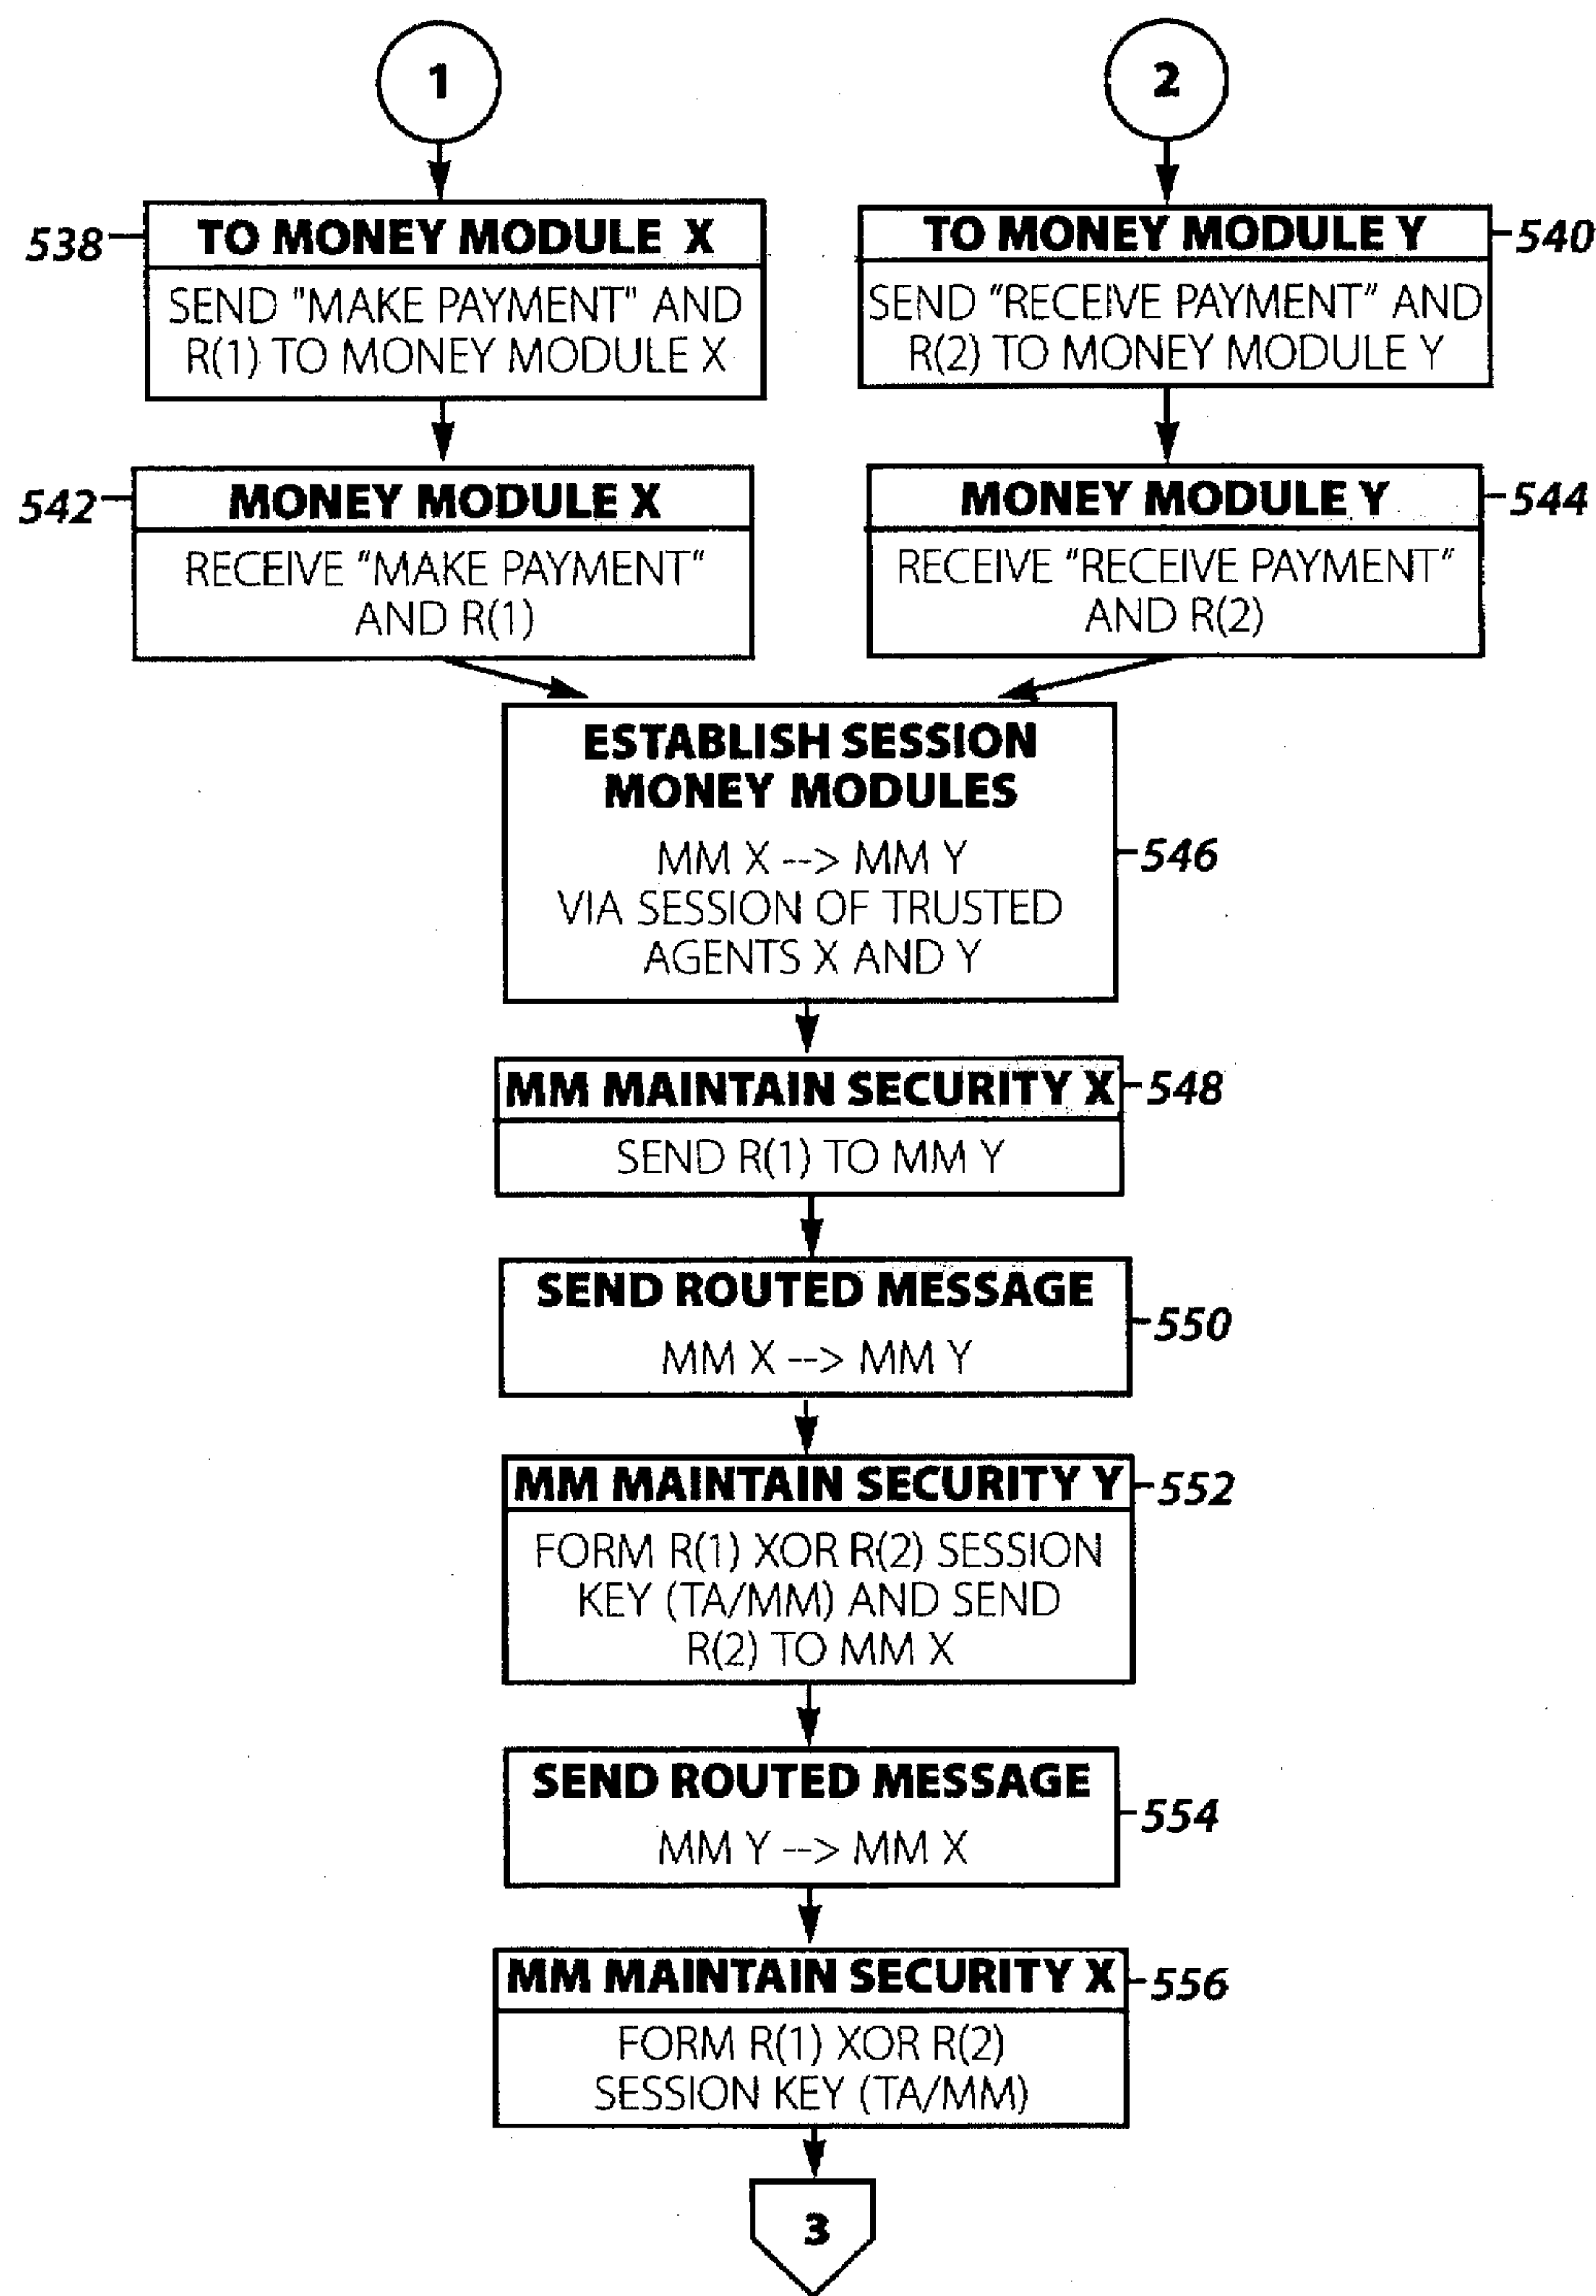 1
2
538
TO MONEY MODULE X
SEND "MAKE PAYMENT" AND
R(1) TO MONEY MODULE X
TO MONEY MODULE Y
540
SEND "RECEIVE PAYMENT" AND
R(2) TO MONEY MODULE Y
542
MONEY MODULE X
RECEIVE "MAKE PAYMENT"
AND R(1)
MONEY MODULE Y
544
RECEIVE "RECEIVE PAYMENT"
AND R(2)
ESTABLISH SESSION
MONEY MODULES
MM X --> MM Y
VIA SESSION OF TRUSTED
AGENTS X AND Y
546
MM MAINTAIN SECURITY X
548
SEND R(1) TO MM Y
SEND ROUTED MESSAGE
MM X --> MM Y
550
MM MAINTAIN SECURITY Y
552
FORM R(1) XOR R(2) SESSION
KEY (TA/MM) AND SEND
R(2) TO MM X
SEND ROUTED MESSAGE
MM Y --> MM X
554
MM MAINTAIN SECURITY X
556
FORM R(1) XOR R(2)
SESSION KEY (TA/MM)
3